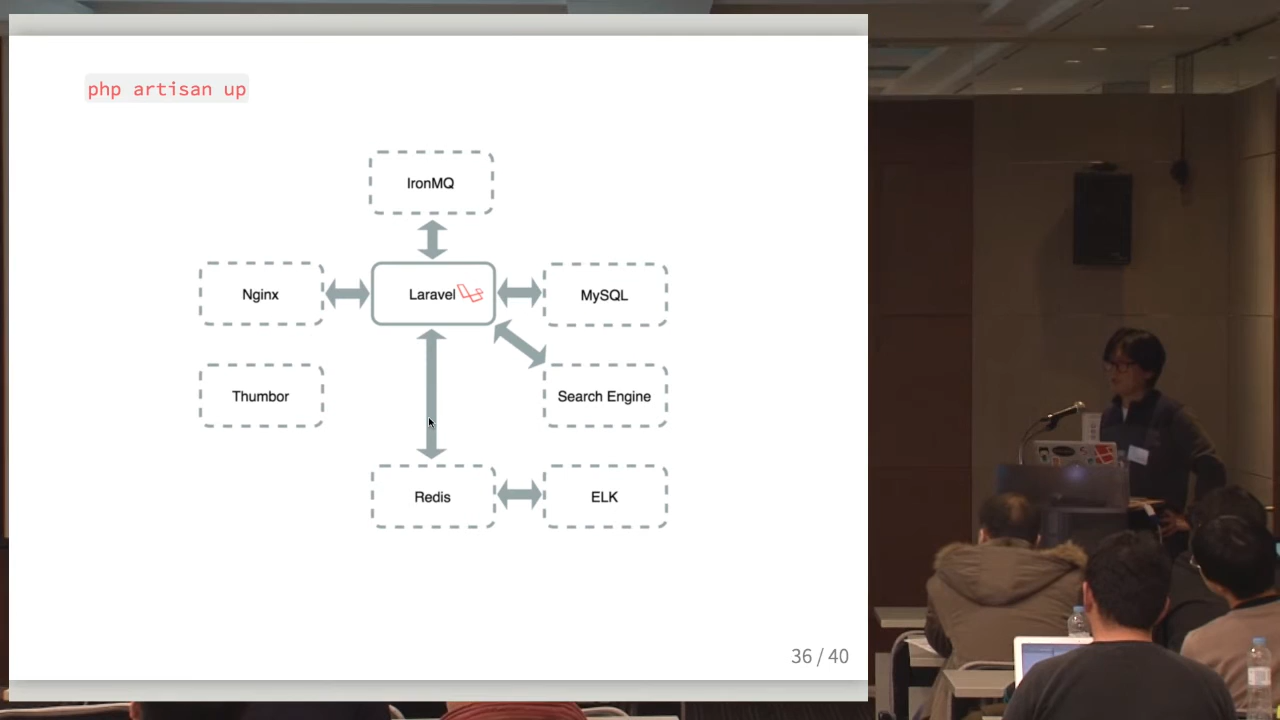 php artisan up
IronMQ
Nginx
Laravel
MySQL
Thumbor
Search Engine
Redis
ELK
36 / 40